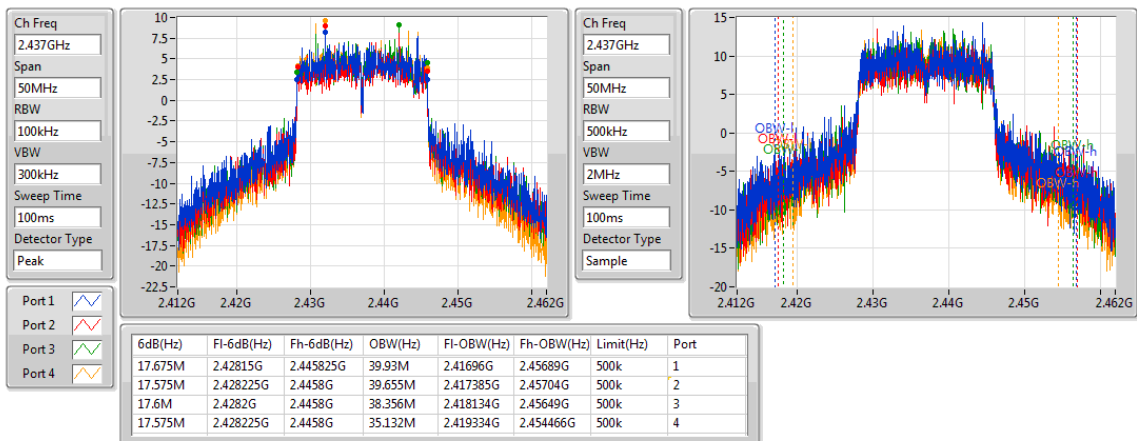 Ch Freq
2.437GHz
Span
50MHz
RBW
100kHz
VBW
300kHz
Sweep Time
100ms
Detector Type
Peak
10
7.5
5
2.5
0
-2.5
-5
-7.5
-10
-12.5
-15
-17.5
-20
-22.5
2.412G 2.42G 2.43G 2.44G 2.45G 2.462G
Ch Freq
2.437GHz
Span
50MHz
RBW
500kHz
VBW
2MHz
Sweep Time
100ms
Detector Type
Sample
15
10
5
0
-5
-10
-15
-20
OBW-l
OBW-h
OBW-h
OBW-h
2.412G 2.42G 2.43G 2.44G 2.45G 2.462G
Port 1
Port 2
Port 3
Port 4
6dB(Hz) Fl-6dB(Hz) Fh-6dB(Hz) OBW(Hz) Fl-OBW(Hz) Fh-OBW(Hz) Limit(Hz) Port
17.675M 2.42815G 2.445825G 39.93M 2.41696G 2.45689G 500k 1
17.575M 2.428225G 2.4458G 39.655M 2.417385G 2.45704G 500k 2
17.6M 2.4282G 2.4458G 38.356M 2.418134G 2.45649G 500k 3
17.575M 2.428225G 2.4458G 35.132M 2.419334G 2.454466G 500k 4